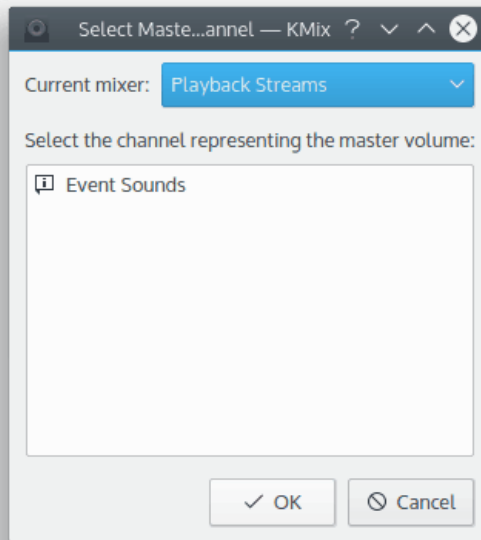 Select Maste...annel — KMix ?
Current mixer: Playback Streams
Select the channel representing the master volume:
Event Sounds
OK Cancel